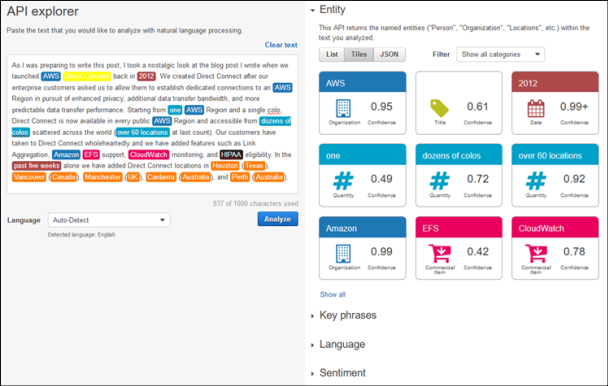 API explorer
Paste the text that you would like to analyze with natural language processing.
Clear text
As I was preparing to write this post, I took a nostalgic look at the blog post I wrote when we
launched AWS Direct Connect back in 2012. We created Direct Connect after our
enterprise customers asked us to allow them to establish dedicated connections to an AWS
Region in pursuit of enhanced privacy, additional data transfer bandwidth, and more
predictable data transfer performance. Starting from one AWS Region and a single colo,
Direct Connect is now available in every public AWS Region and accessible from dozens of
colos scattered across the world (over 60 locations at last count). Our customers have
taken to Direct Connect wholeheartedly and we have added features such as Link
Aggregation, Amazon EFS support, CloudWatch monitoring, and HIPAA eligibility. In the
past five weeks alone we have added Direct Connect locations in Houston (Texas),
Vancouver (Canada), Manchester (UK), Canberra (Australia), and Perth (Australia).
937 of 1000 characters used
Language
Auto-Detect
Analyze
Detected language: English
Entity
This API returns the named entities ("Person", "Organization", "Locations", etc.) within the
text you analyzed.
List Tiles JSON
Filter
Show all categories
AWS
Organization
0.95
Confidence
Title
0.61
Confidence
2012
Date
0.99+
Confidence
one
Quantity
0.49
Confidence
dozens of colos
Quantity
0.72
Confidence
over 60 locations
Quantity
0.92
Confidence
Amazon
Organization
0.99
Confidence
EFS
Commercial
Item
0.42
Confidence
CloudWatch
Commercial
Item
0.78
Confidence
Show all
Key phrases
Language
Sentiment